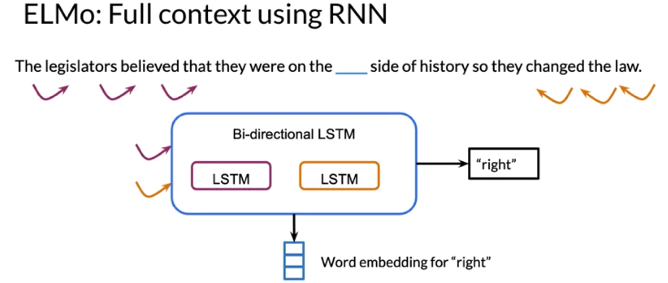 ELMo: Full context using RNN
The legislators believed that they were on the ____ side of history so they changed the law.
Bi-directional LSTM
LSTM LSTM
"right"
Word embedding for "right"